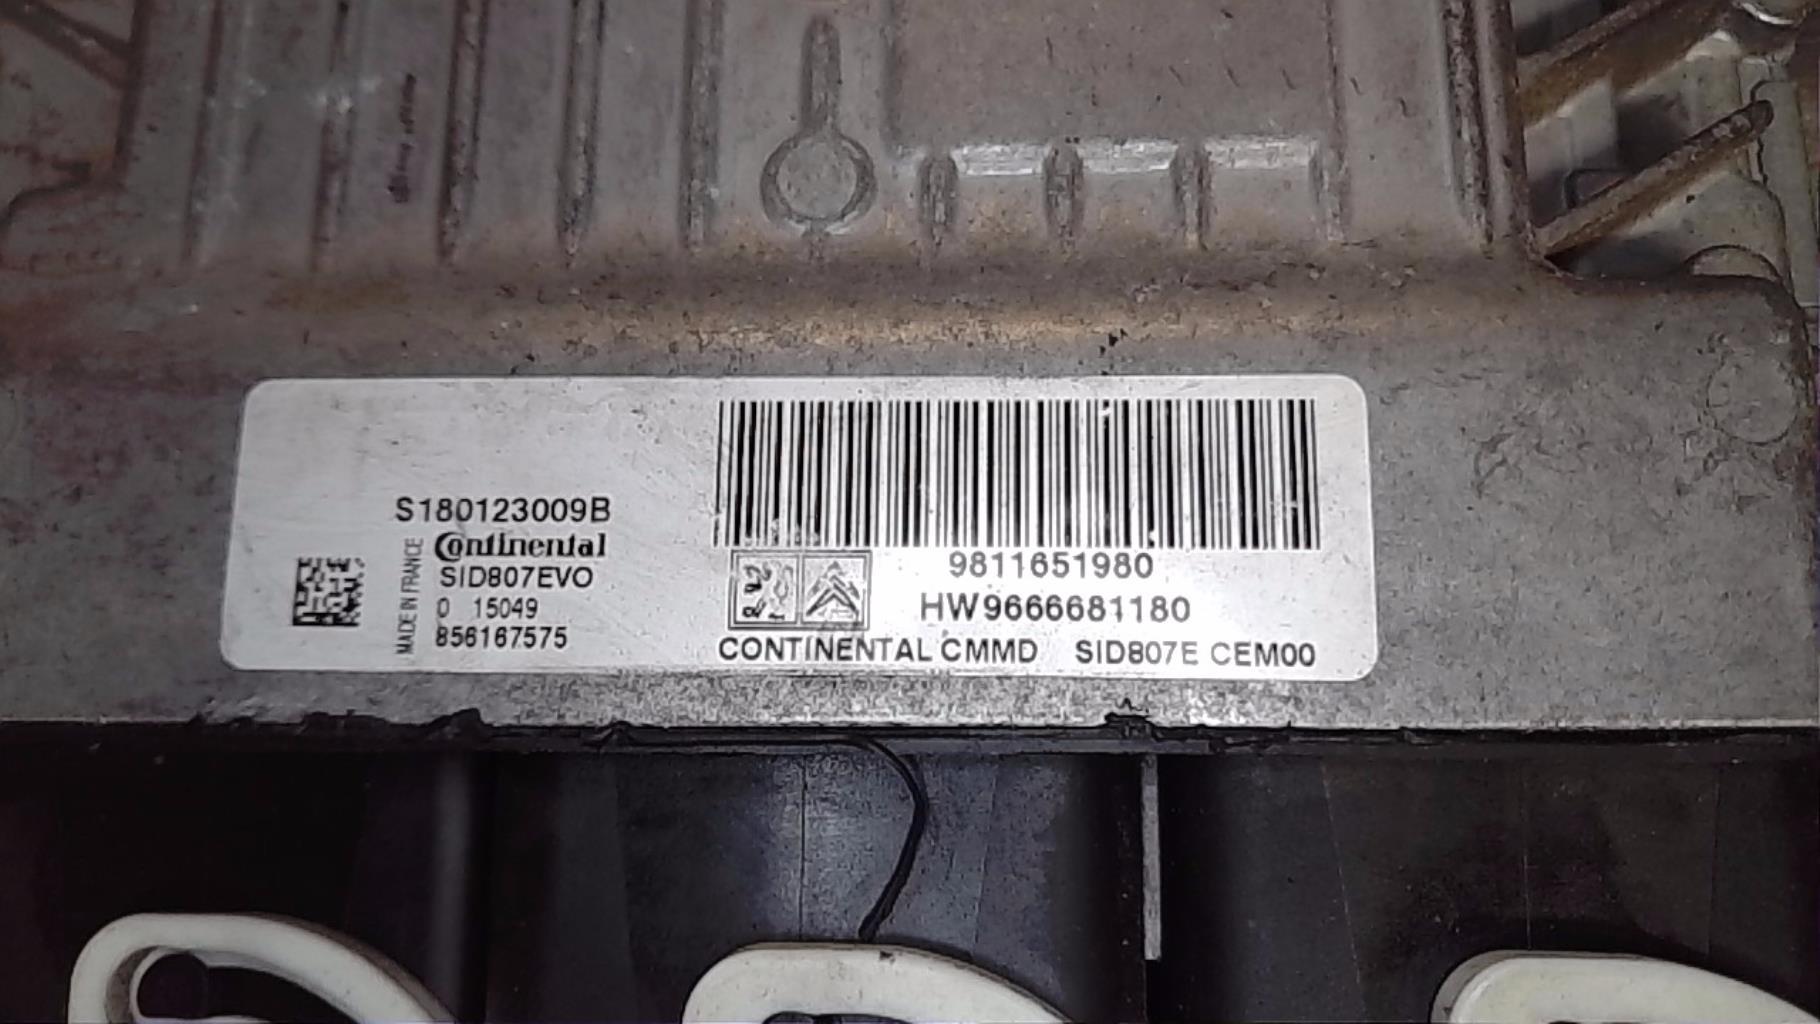 S180123009B
Continental
SID807EVO
0 15049
856167575
MADE IN FRANCE
9811651980
HW9666681180
CONTINENTAL CMMD SID807E CEM00